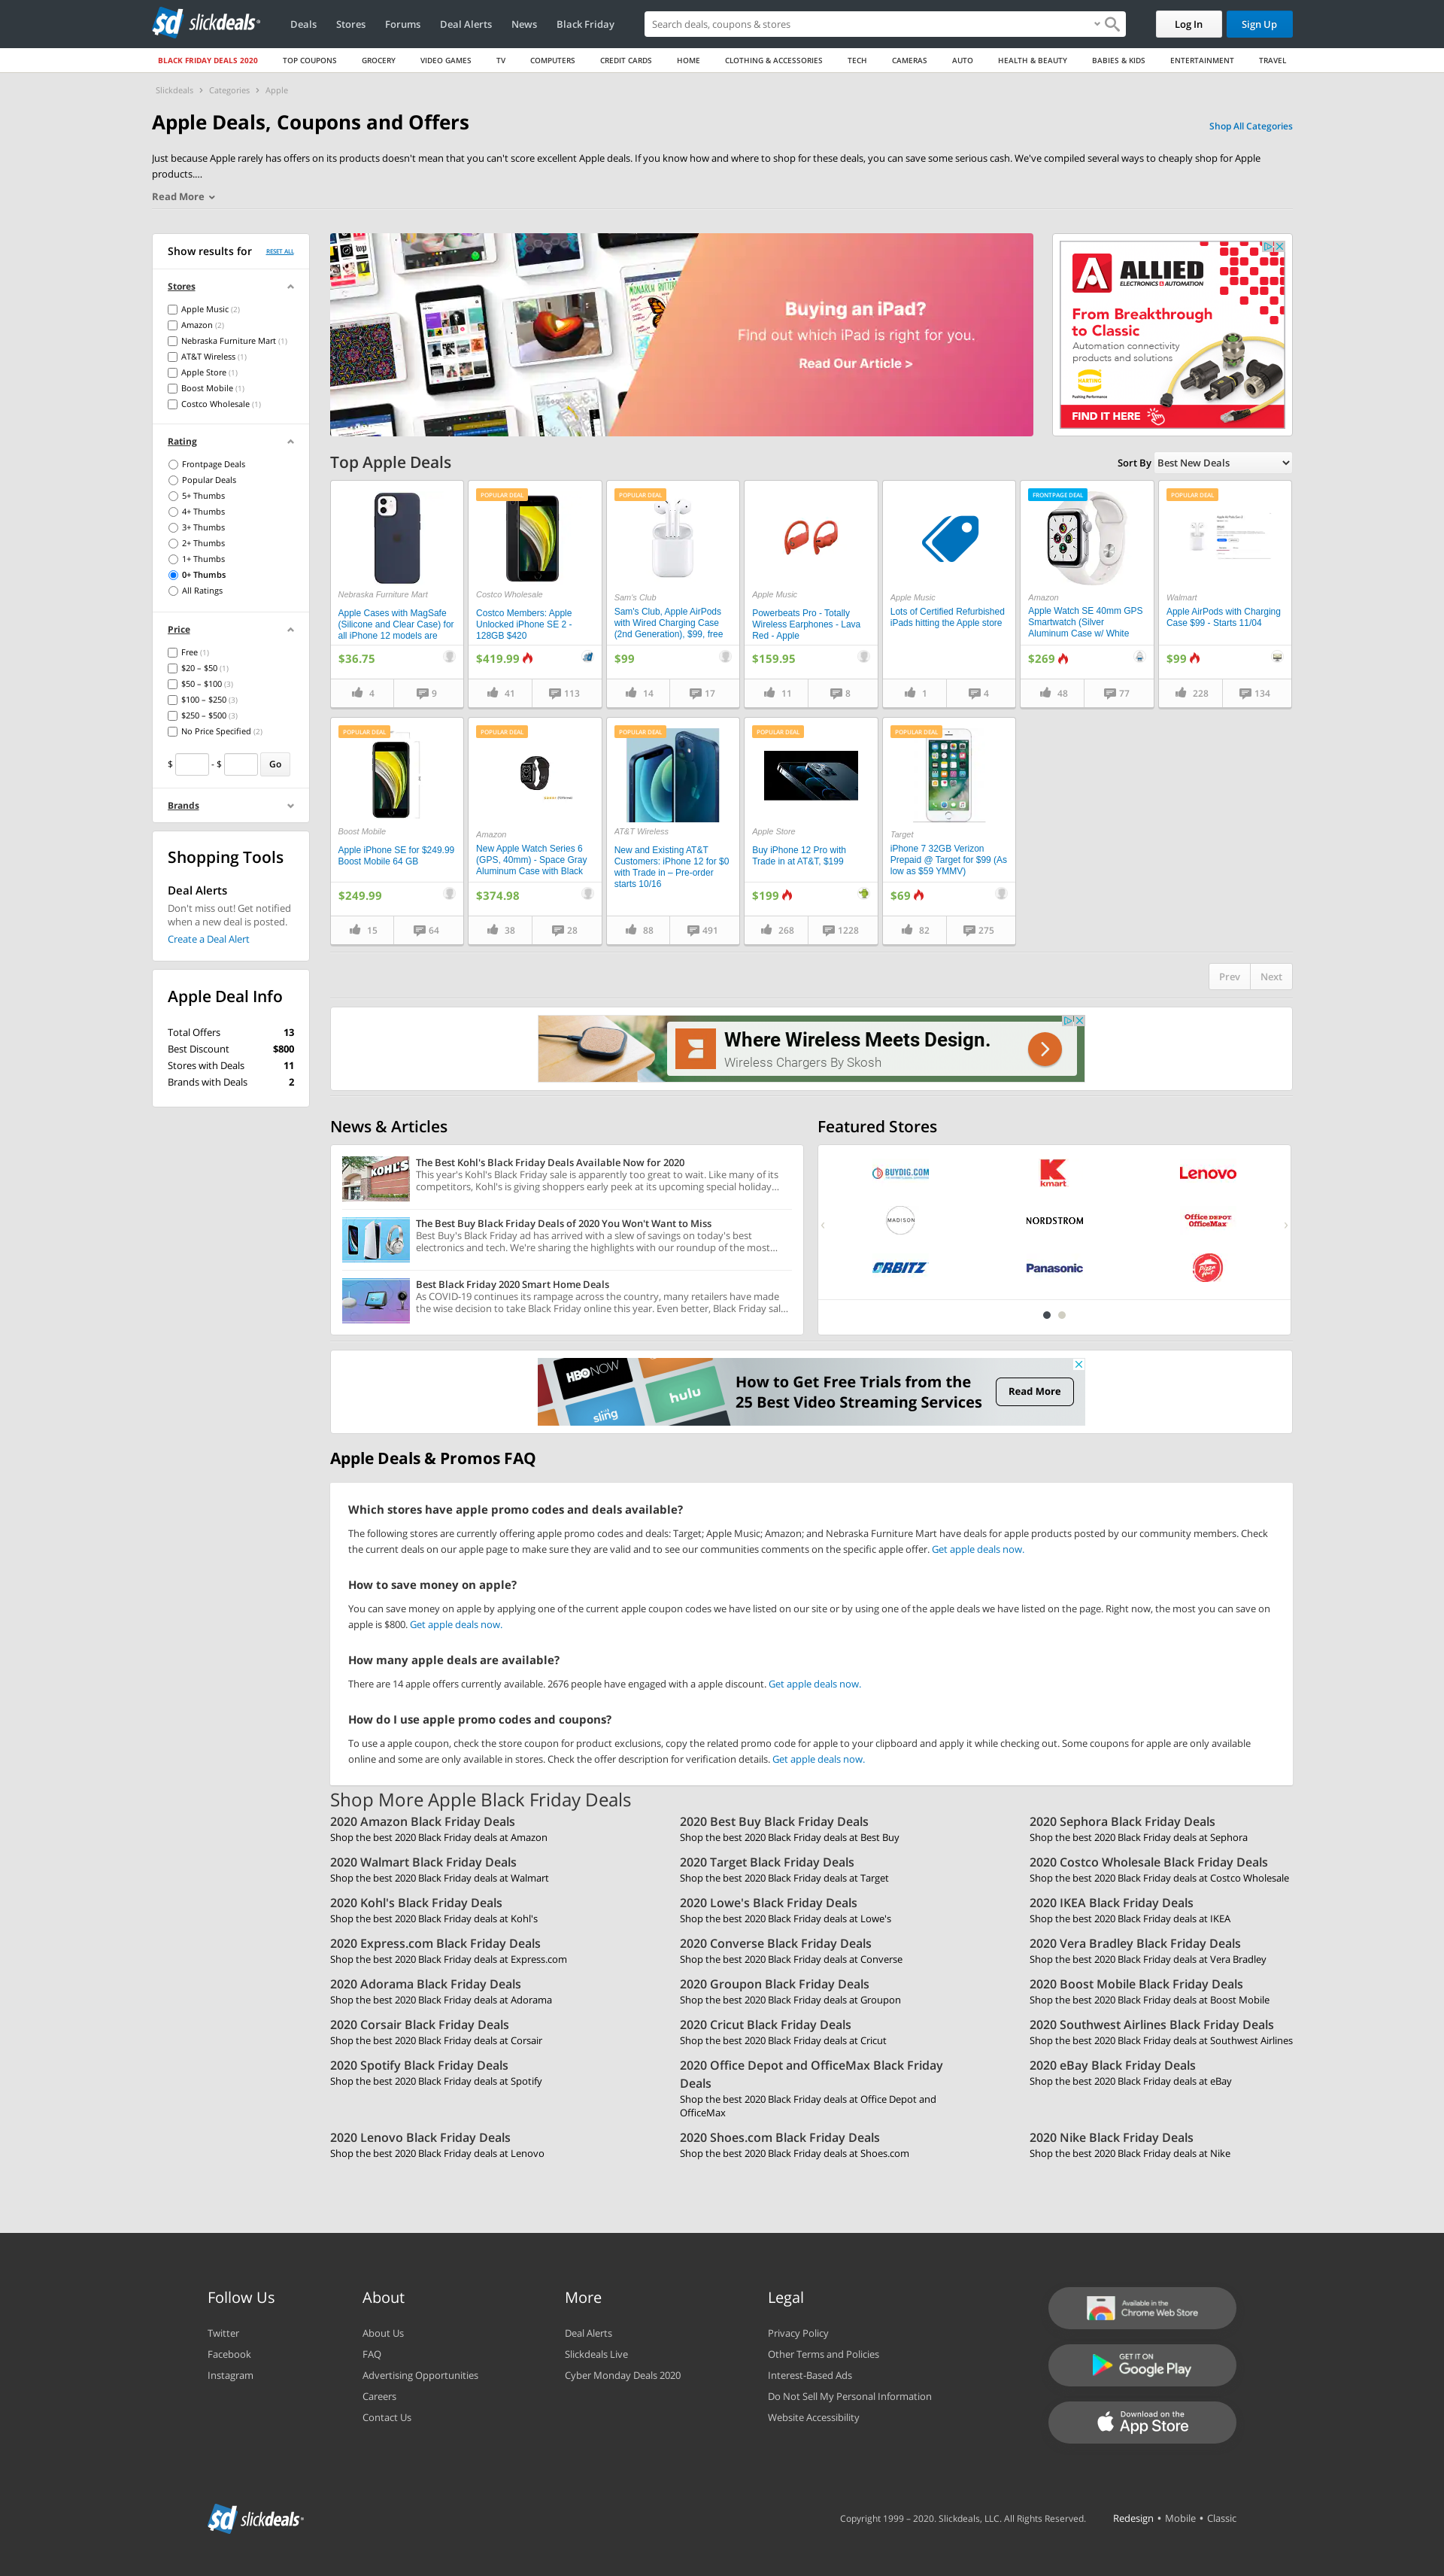 slickdeals
Deals
Stores
Forums
Deal Alerts
News
Black Friday
Search deals, coupons & stores
Log In
Sign Up
BLACK FRIDAY DEALS 2020
TOP COUPONS
GROCERY
VIDEO GAMES
TV
COMPUTERS
CREDIT CARDS
HOME
CLOTHING & ACCESSORIES
TECH
CAMERAS
AUTO
HEALTH & BEAUTY
BABIES & KIDS
ENTERTAINMENT
TRAVEL
Slickdeals › Categories › Apple
Apple Deals, Coupons and Offers
Shop All Categories
Just because Apple rarely has offers on its products doesn't mean that you can't score excellent Apple deals. If you know how and where to shop for these deals, you can save some serious cash. We've compiled several ways to cheaply shop for Apple
products....
Read More
Show results for
RESET ALL
Stores
Apple Music (2)
Amazon (2)
Nebraska Furniture Mart (1)
AT&T Wireless (1)
Apple Store (1)
Boost Mobile (1)
Costco Wholesale (1)
Rating
Frontpage Deals
Popular Deals
5+ Thumbs
4+ Thumbs
3+ Thumbs
2+ Thumbs
1+ Thumbs
0+ Thumbs
All Ratings
Price
Free (1)
$20 – $50 (1)
$50 – $100 (3)
$100 – $250 (3)
$250 – $500 (3)
No Price Specified (2)
$ - $ Go
Brands
Shopping Tools
Deal Alerts
Don't miss out! Get notified
when a new deal is posted.
Create a Deal Alert
Apple Deal Info
Total Offers 13
Best Discount $800
Stores with Deals 11
Brands with Deals 2
Buying an iPad?
Find out which iPad is right for you.
Read Our Article >
ALLIED
ELECTRONICS & AUTOMATION
From Breakthrough
to Classic
Automation connectivity
products and solutions
HARTING
Pushing Performance
FIND IT HERE
Top Apple Deals
Sort By Best New Deals
Nebraska Furniture Mart
Apple Cases with MagSafe
(Silicone and Clear Case) for
all iPhone 12 models are
$36.75
4
9
POPULAR DEAL
Costco Wholesale
Costco Members: Apple
Unlocked iPhone SE 2 -
128GB $420
$419.99
41
113
POPULAR DEAL
Sam's Club
Sam's Club, Apple AirPods
with Wired Charging Case
(2nd Generation), $99, free
$99
14
17
Apple Music
Powerbeats Pro - Totally
Wireless Earphones - Lava
Red - Apple
$159.95
11
8
Apple Music
Lots of Certified Refurbished
iPads hitting the Apple store
1
4
FRONTPAGE DEAL
Amazon
Apple Watch SE 40mm GPS
Smartwatch (Silver
Aluminum Case w/ White
$269
48
77
POPULAR DEAL
Walmart
Apple AirPods with Charging
Case $99 - Starts 11/04
$99
228
134
POPULAR DEAL
Boost Mobile
Apple iPhone SE for $249.99
Boost Mobile 64 GB
$249.99
15
64
POPULAR DEAL
Amazon
New Apple Watch Series 6
(GPS, 40mm) - Space Gray
Aluminum Case with Black
$374.98
38
28
POPULAR DEAL
AT&T Wireless
New and Existing AT&T
Customers: iPhone 12 for $0
with Trade in – Pre-order
starts 10/16
88
491
POPULAR DEAL
Apple Store
Buy iPhone 12 Pro with
Trade in at AT&T, $199
$199
268
1228
POPULAR DEAL
Target
iPhone 7 32GB Verizon
Prepaid @ Target for $99 (As
low as $59 YMMV)
$69
82
275
Prev
Next
Where Wireless Meets Design.
Wireless Chargers By Skosh
News & Articles
KOHL'S
The Best Kohl's Black Friday Deals Available Now for 2020
This year's Kohl's Black Friday sale is apparently too great to wait. Like many of its
competitors, Kohl's is giving shoppers early peek at its upcoming special holiday...
The Best Buy Black Friday Deals of 2020 You Won't Want to Miss
Best Buy's Black Friday ad has arrived with a slew of savings on today's best
electronics and tech. We're sharing the highlights with our roundup of the most...
Best Black Friday 2020 Smart Home Deals
As COVID-19 continues its rampage across the country, many retailers have made
the wise decision to take Black Friday online this year. Even better, Black Friday sal...
Featured Stores
BUYDIG.COM
kmart
Lenovo
MADISON
NORDSTROM
Office DEPOT
OfficeMax
ORBITZ
Panasonic
Pizza Hut
HBO NOW
sling
hulu
How to Get Free Trials from the
25 Best Video Streaming Services
Read More
Apple Deals & Promos FAQ
Which stores have apple promo codes and deals available?
The following stores are currently offering apple promo codes and deals: Target; Apple Music; Amazon; and Nebraska Furniture Mart have deals for apple products posted by our community members. Check
the current deals on our apple page to make sure they are valid and to see our communities comments on the specific apple offer. Get apple deals now.
How to save money on apple?
You can save money on apple by applying one of the current apple coupon codes we have listed on our site or by using one of the apple deals we have listed on the page. Right now, the most you can save on
apple is $800. Get apple deals now.
How many apple deals are available?
There are 14 apple offers currently available. 2676 people have engaged with a apple discount. Get apple deals now.
How do I use apple promo codes and coupons?
To use a apple coupon, check the store coupon for product exclusions, copy the related promo code for apple to your clipboard and apply it while checking out. Some coupons for apple are only available
online and some are only available in stores. Check the offer description for verification details. Get apple deals now.
Shop More Apple Black Friday Deals
2020 Amazon Black Friday Deals
Shop the best 2020 Black Friday deals at Amazon
2020 Best Buy Black Friday Deals
Shop the best 2020 Black Friday deals at Best Buy
2020 Sephora Black Friday Deals
Shop the best 2020 Black Friday deals at Sephora
2020 Walmart Black Friday Deals
Shop the best 2020 Black Friday deals at Walmart
2020 Target Black Friday Deals
Shop the best 2020 Black Friday deals at Target
2020 Costco Wholesale Black Friday Deals
Shop the best 2020 Black Friday deals at Costco Wholesale
2020 Kohl's Black Friday Deals
Shop the best 2020 Black Friday deals at Kohl's
2020 Lowe's Black Friday Deals
Shop the best 2020 Black Friday deals at Lowe's
2020 IKEA Black Friday Deals
Shop the best 2020 Black Friday deals at IKEA
2020 Express.com Black Friday Deals
Shop the best 2020 Black Friday deals at Express.com
2020 Converse Black Friday Deals
Shop the best 2020 Black Friday deals at Converse
2020 Vera Bradley Black Friday Deals
Shop the best 2020 Black Friday deals at Vera Bradley
2020 Adorama Black Friday Deals
Shop the best 2020 Black Friday deals at Adorama
2020 Groupon Black Friday Deals
Shop the best 2020 Black Friday deals at Groupon
2020 Boost Mobile Black Friday Deals
Shop the best 2020 Black Friday deals at Boost Mobile
2020 Corsair Black Friday Deals
Shop the best 2020 Black Friday deals at Corsair
2020 Cricut Black Friday Deals
Shop the best 2020 Black Friday deals at Cricut
2020 Southwest Airlines Black Friday Deals
Shop the best 2020 Black Friday deals at Southwest Airlines
2020 Spotify Black Friday Deals
Shop the best 2020 Black Friday deals at Spotify
2020 Office Depot and OfficeMax Black Friday
Deals
Shop the best 2020 Black Friday deals at Office Depot and
OfficeMax
2020 eBay Black Friday Deals
Shop the best 2020 Black Friday deals at eBay
2020 Lenovo Black Friday Deals
Shop the best 2020 Black Friday deals at Lenovo
2020 Shoes.com Black Friday Deals
Shop the best 2020 Black Friday deals at Shoes.com
2020 Nike Black Friday Deals
Shop the best 2020 Black Friday deals at Nike
Follow Us
Twitter
Facebook
Instagram
About
About Us
FAQ
Advertising Opportunities
Careers
Contact Us
More
Deal Alerts
Slickdeals Live
Cyber Monday Deals 2020
Legal
Privacy Policy
Other Terms and Policies
Interest-Based Ads
Do Not Sell My Personal Information
Website Accessibility
Available in the
Chrome Web Store
GET IT ON
Google Play
Download on the
App Store
slickdeals
Copyright 1999 – 2020. Slickdeals, LLC. All Rights Reserved.
Redesign • Mobile • Classic